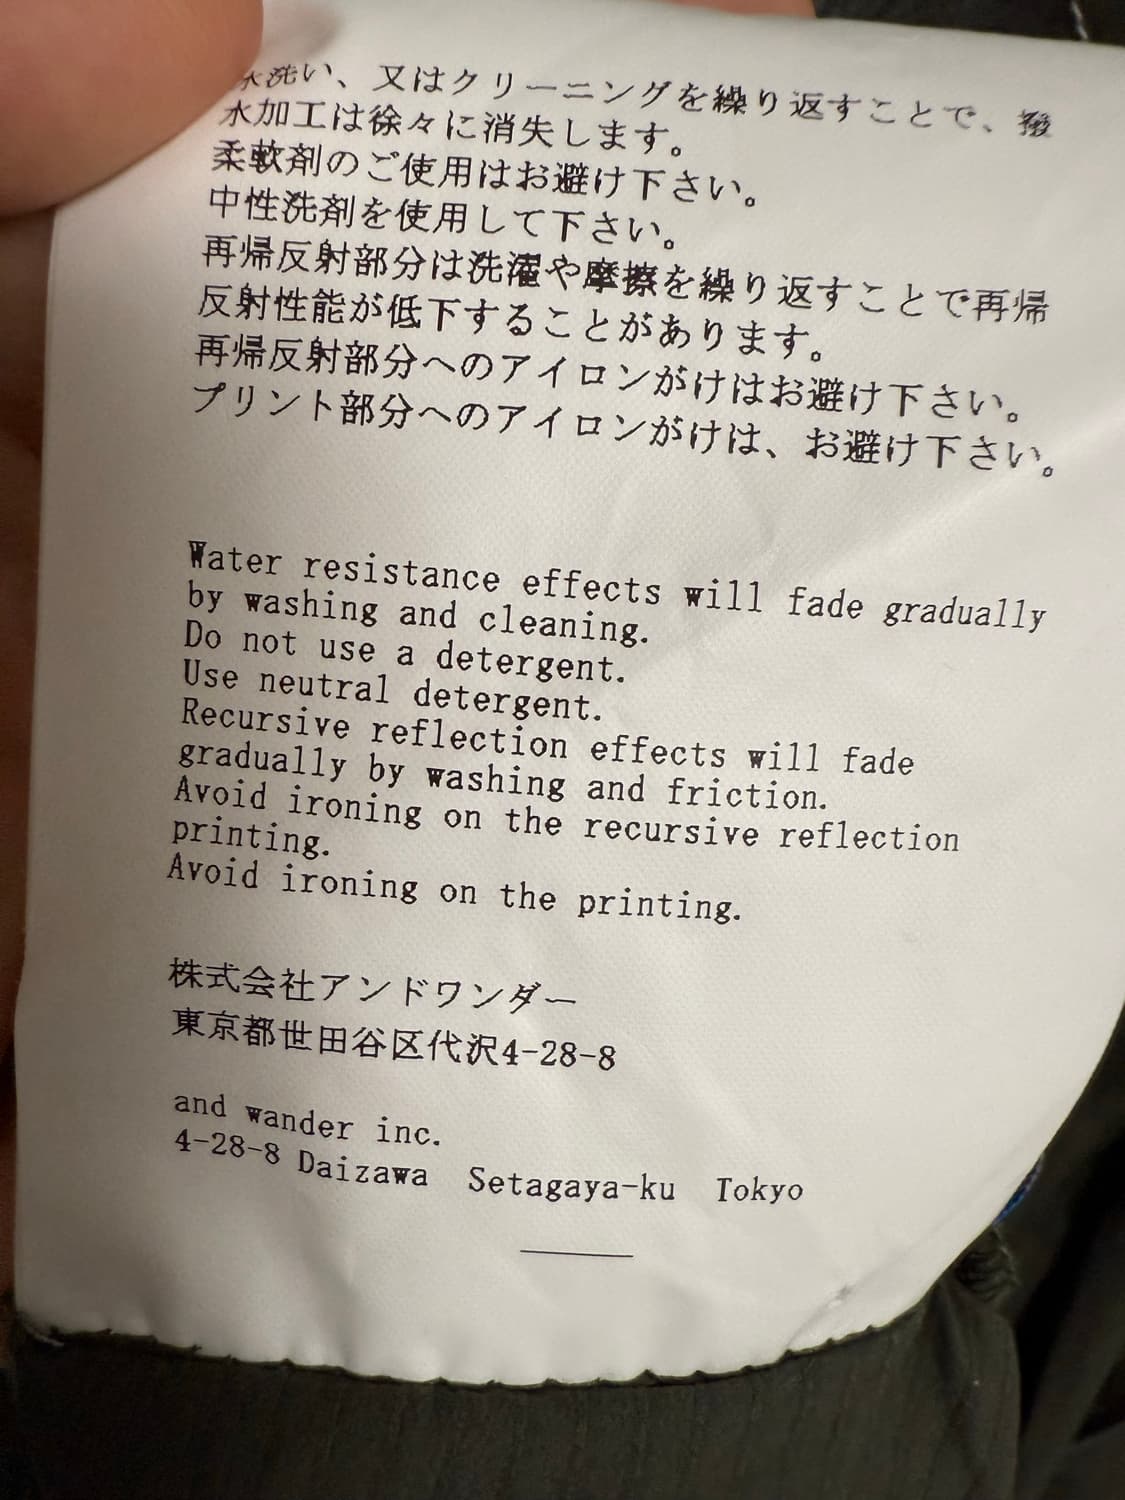 水洗い、又はクリーニングを繰り返すことで、撥
水加工は徐々に消失します。
柔軟剤のご使用はお避け下さい。
中性洗剤を使用して下さい。
再帰反射部分は洗濯や摩擦を繰り返すことで再帰
反射性能が低下することがあります。
再帰反射部分へのアイロンがけはお避け下さい。
プリント部分へのアイロンがけは、お避け下さい。
Water resistance effects will fade gradually
by washing and cleaning.
Do not use a detergent.
Use neutral detergent.
Recursive reflection effects will fade
gradually by washing and friction.
Avoid ironing on the recursive reflection
printing.
Avoid ironing on the printing.
株式会社アンドワンダー
東京都世田谷区代沢4-28-8
and wander inc.
4-28-8 Daizawa Setagaya-ku Tokyo